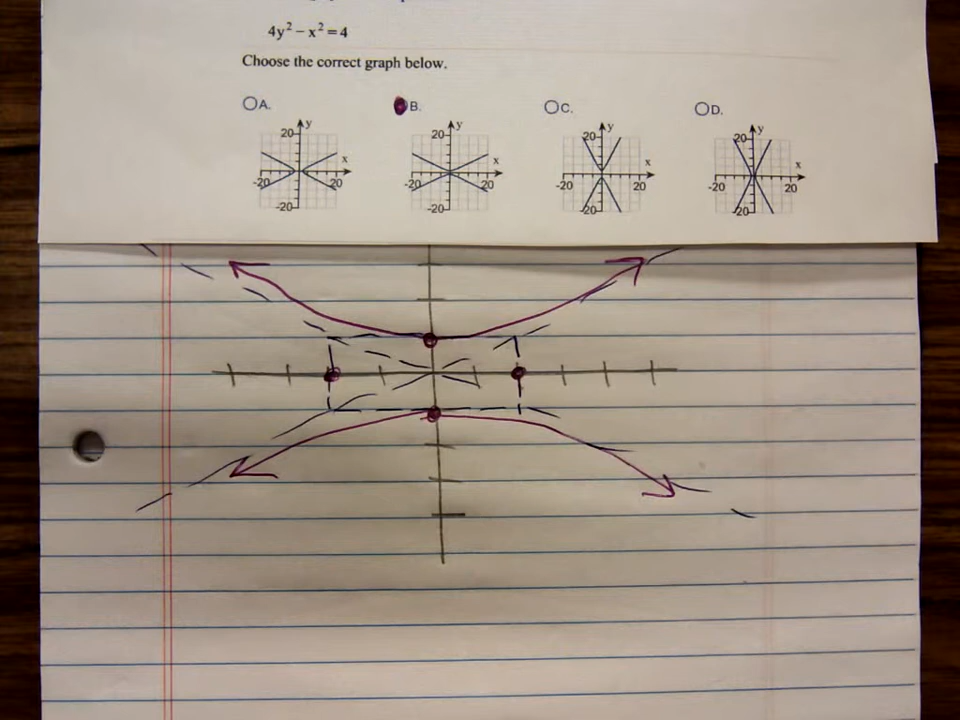 4y² − x² = 4
Choose the correct graph below.
A.
B.
C.
D.
20 y
x
-20 20
-20
20 y
x
-20 20
-20
20 y
x
-20 20
-20
20 y
x
-20 20
-20